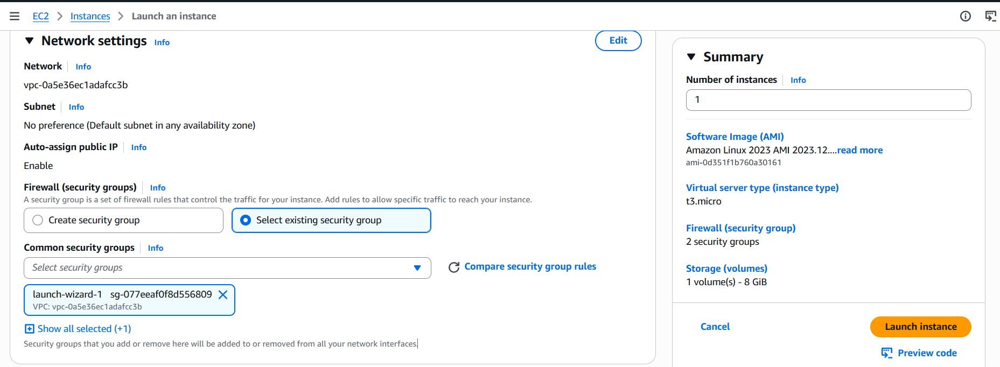 EC2 > Instances > Launch an instance
Network settings Info
Edit
Network Info
vpc-0a5e36ec1adafcc3b
Subnet Info
No preference (Default subnet in any availability zone)
Auto-assign public IP Info
Enable
Firewall (security groups) Info
A security group is a set of firewall rules that control the traffic for your instance. Add rules to allow specific traffic to reach your instance.
Create security group
Select existing security group
Common security groups Info
Select security groups
Compare security group rules
launch-wizard-1 sg-077eeaf0f8d556809
VPC: vpc-0a5e36ec1adafcc3b
Show all selected (+1)
Security groups that you add or remove here will be added to or removed from all your network interfaces.
Summary
Number of instances Info
1
Software Image (AMI)
Amazon Linux 2023 AMI 2023.12....read more
ami-0d351f1b760a30161
Virtual server type (instance type)
t3.micro
Firewall (security group)
2 security groups
Storage (volumes)
1 volume(s) - 8 GiB
Cancel
Launch instance
Preview code